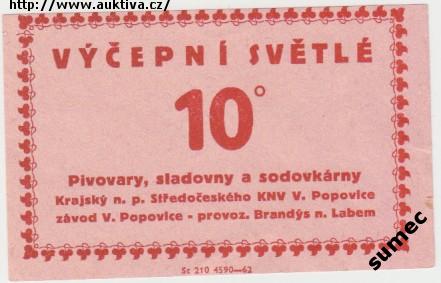 http://www.auktiva.cz/
VÝČEPNÍ SVĚTLÉ
10°
Pivovary, sladovny a sodovkárny
Krajský n. p. Středočeského KNV V. Popovice
závod V. Popovice - provoz. Brandýs n. Labem
Sc 210 4590—62
sumec